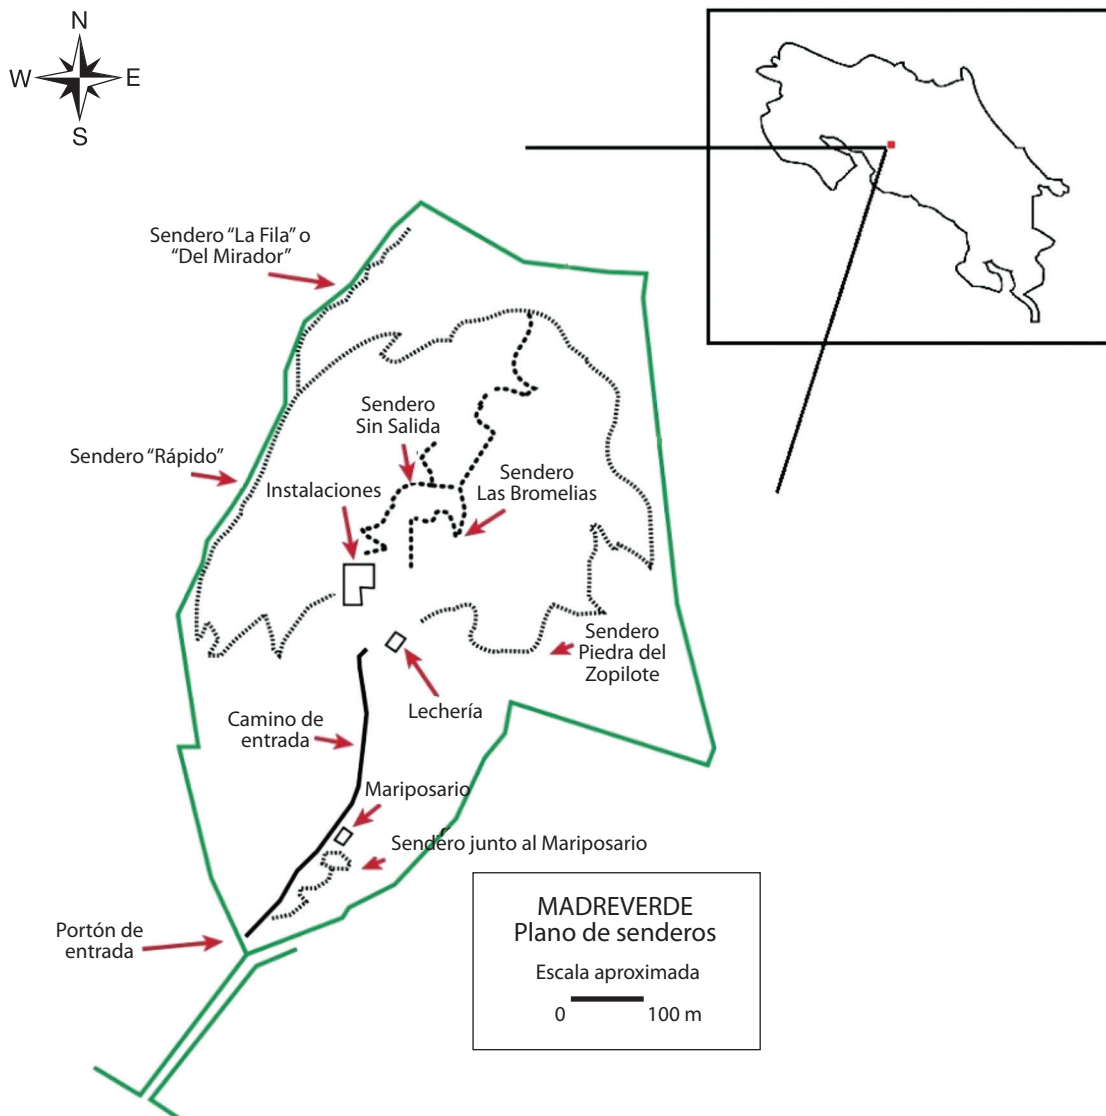 N
W
E
S
Sendero “La Fila” o
“Del Mirador”
Sendero
Sin Salida
Sendero “Rápido”
Sendero
Las Bromelias
Instalaciones
Sendero
Piedra del
Zopilote
Lechería
Camino de
entrada
Mariposario
Sendero junto al Mariposario
Portón de
entrada
MADREVERDE
Plano de senderos
Escala aproximada
0
100 m